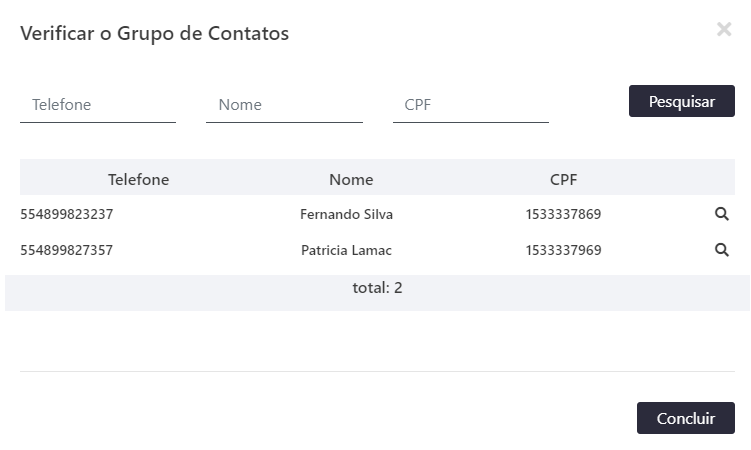 Verificar o Grupo de Contatos
Telefone Nome CPF Pesquisar
Telefone Nome CPF
554899823237 Fernando Silva 1533337869
554899827357 Patricia Lamac 1533337969
total: 2
Concluir